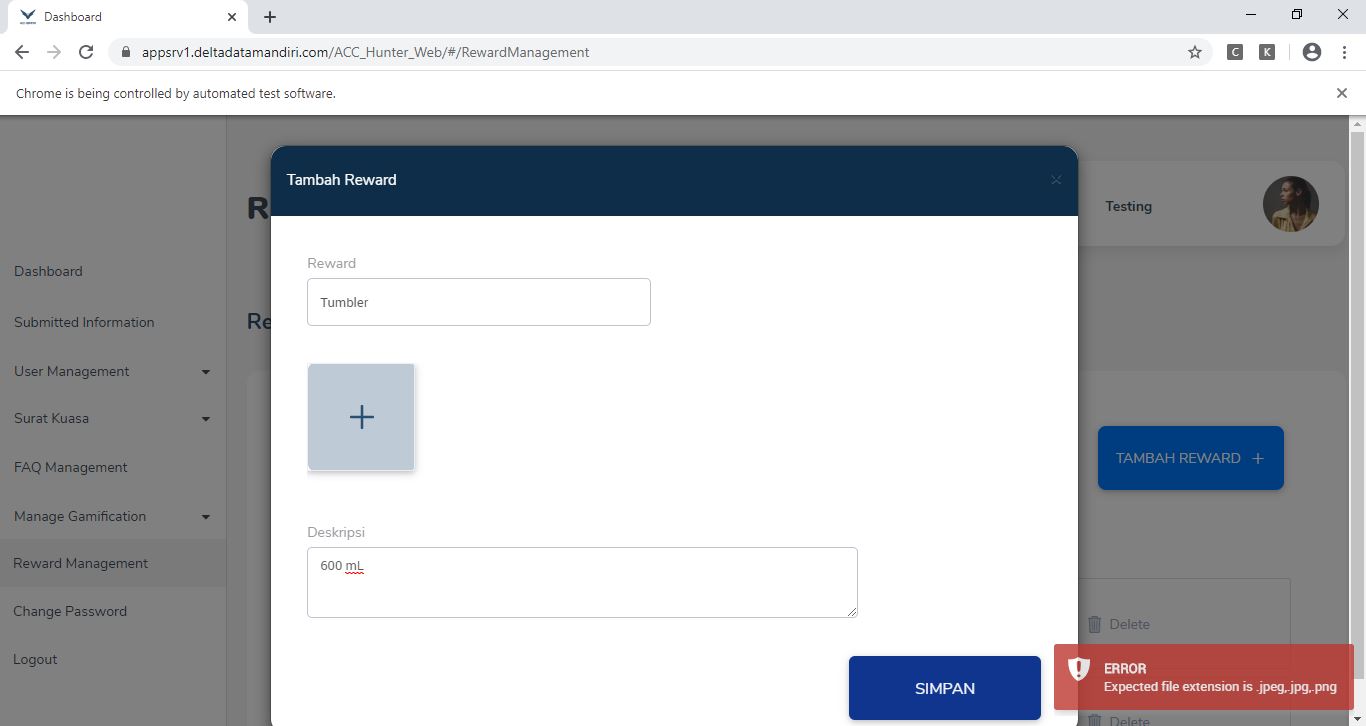 Dashboard
appsrv1.deltadatamandiri.com/ACC_Hunter_Web/#/RewardManagement
C
K
Chrome is being controlled by automated test software.
Tambah Reward
R
Testing
Dashboard
Submitted Information
User Management
Surat Kuasa
FAQ Management
Manage Gamification
Reward Management
Change Password
Logout
Re
Reward
Tumbler
TAMBAH REWARD
Deskripsi
600 mL
Delete
SIMPAN
ERROR
Expected file extension is .jpeg,.jpg,.png
Delete